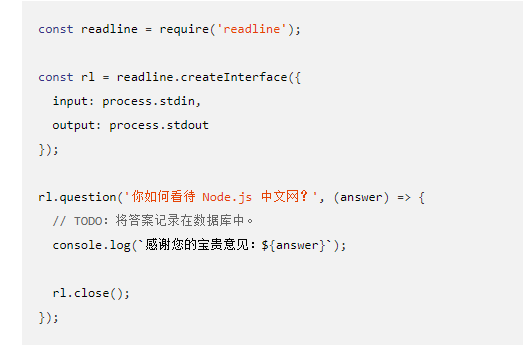 const readline = require('readline');
const rl = readline.createInterface({
input: process.stdin,
output: process.stdout
});
rl.question('你如何看待 Node.js 中文网？', (answer) => {
// TODO：将答案记录在数据库中。
console.log(`感谢您的宝贵意见：${answer}`);
rl.close();
});